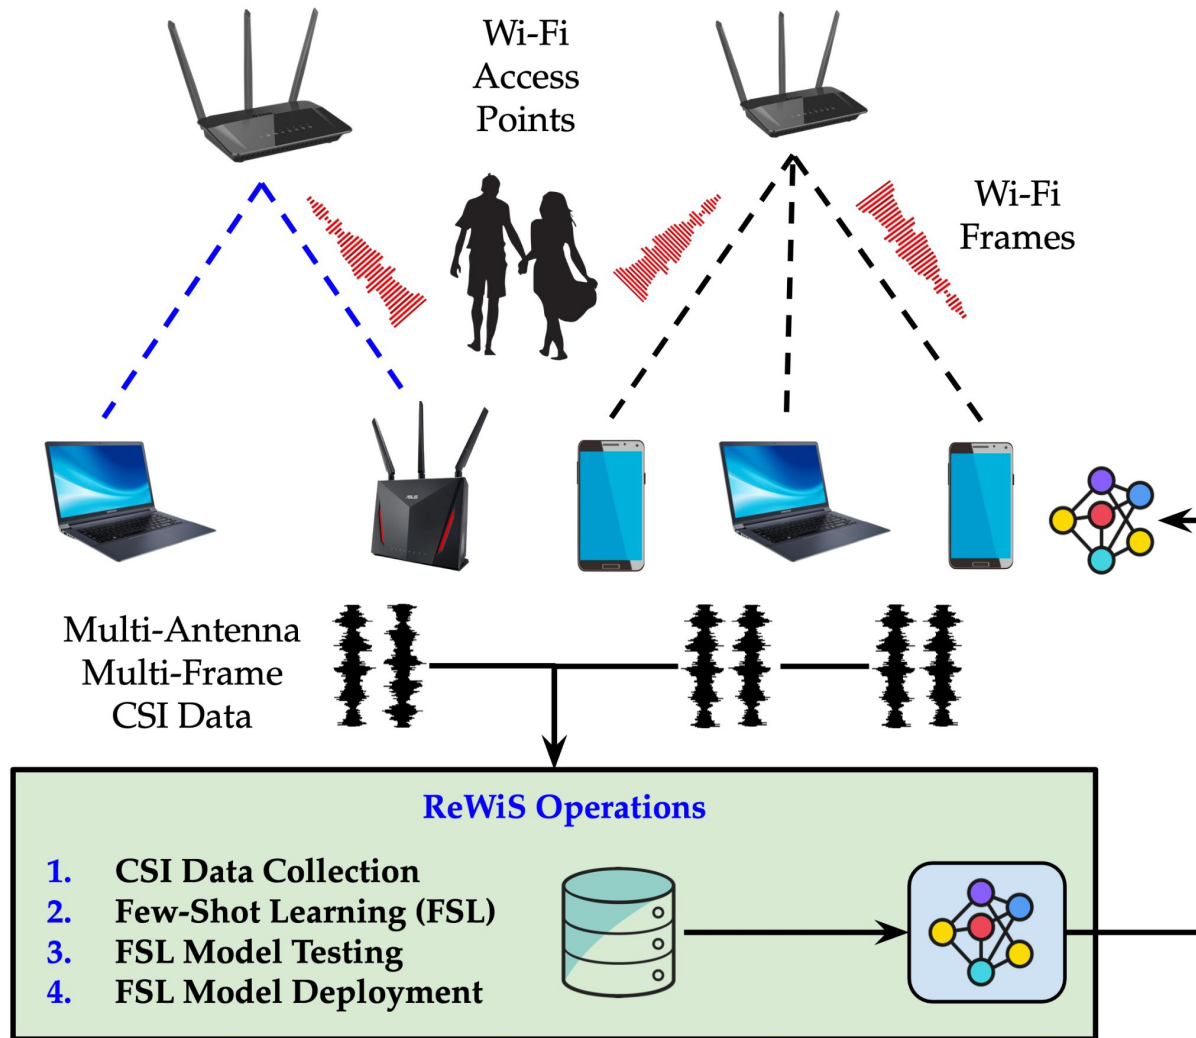 Wi-Fi
Access
Points
Wi-Fi
Frames
ASUS
Multi-Antenna
Multi-Frame
CSI Data
ReWiS Operations
1. CSI Data Collection
2. Few-Shot Learning (FSL)
3. FSL Model Testing
4. FSL Model Deployment